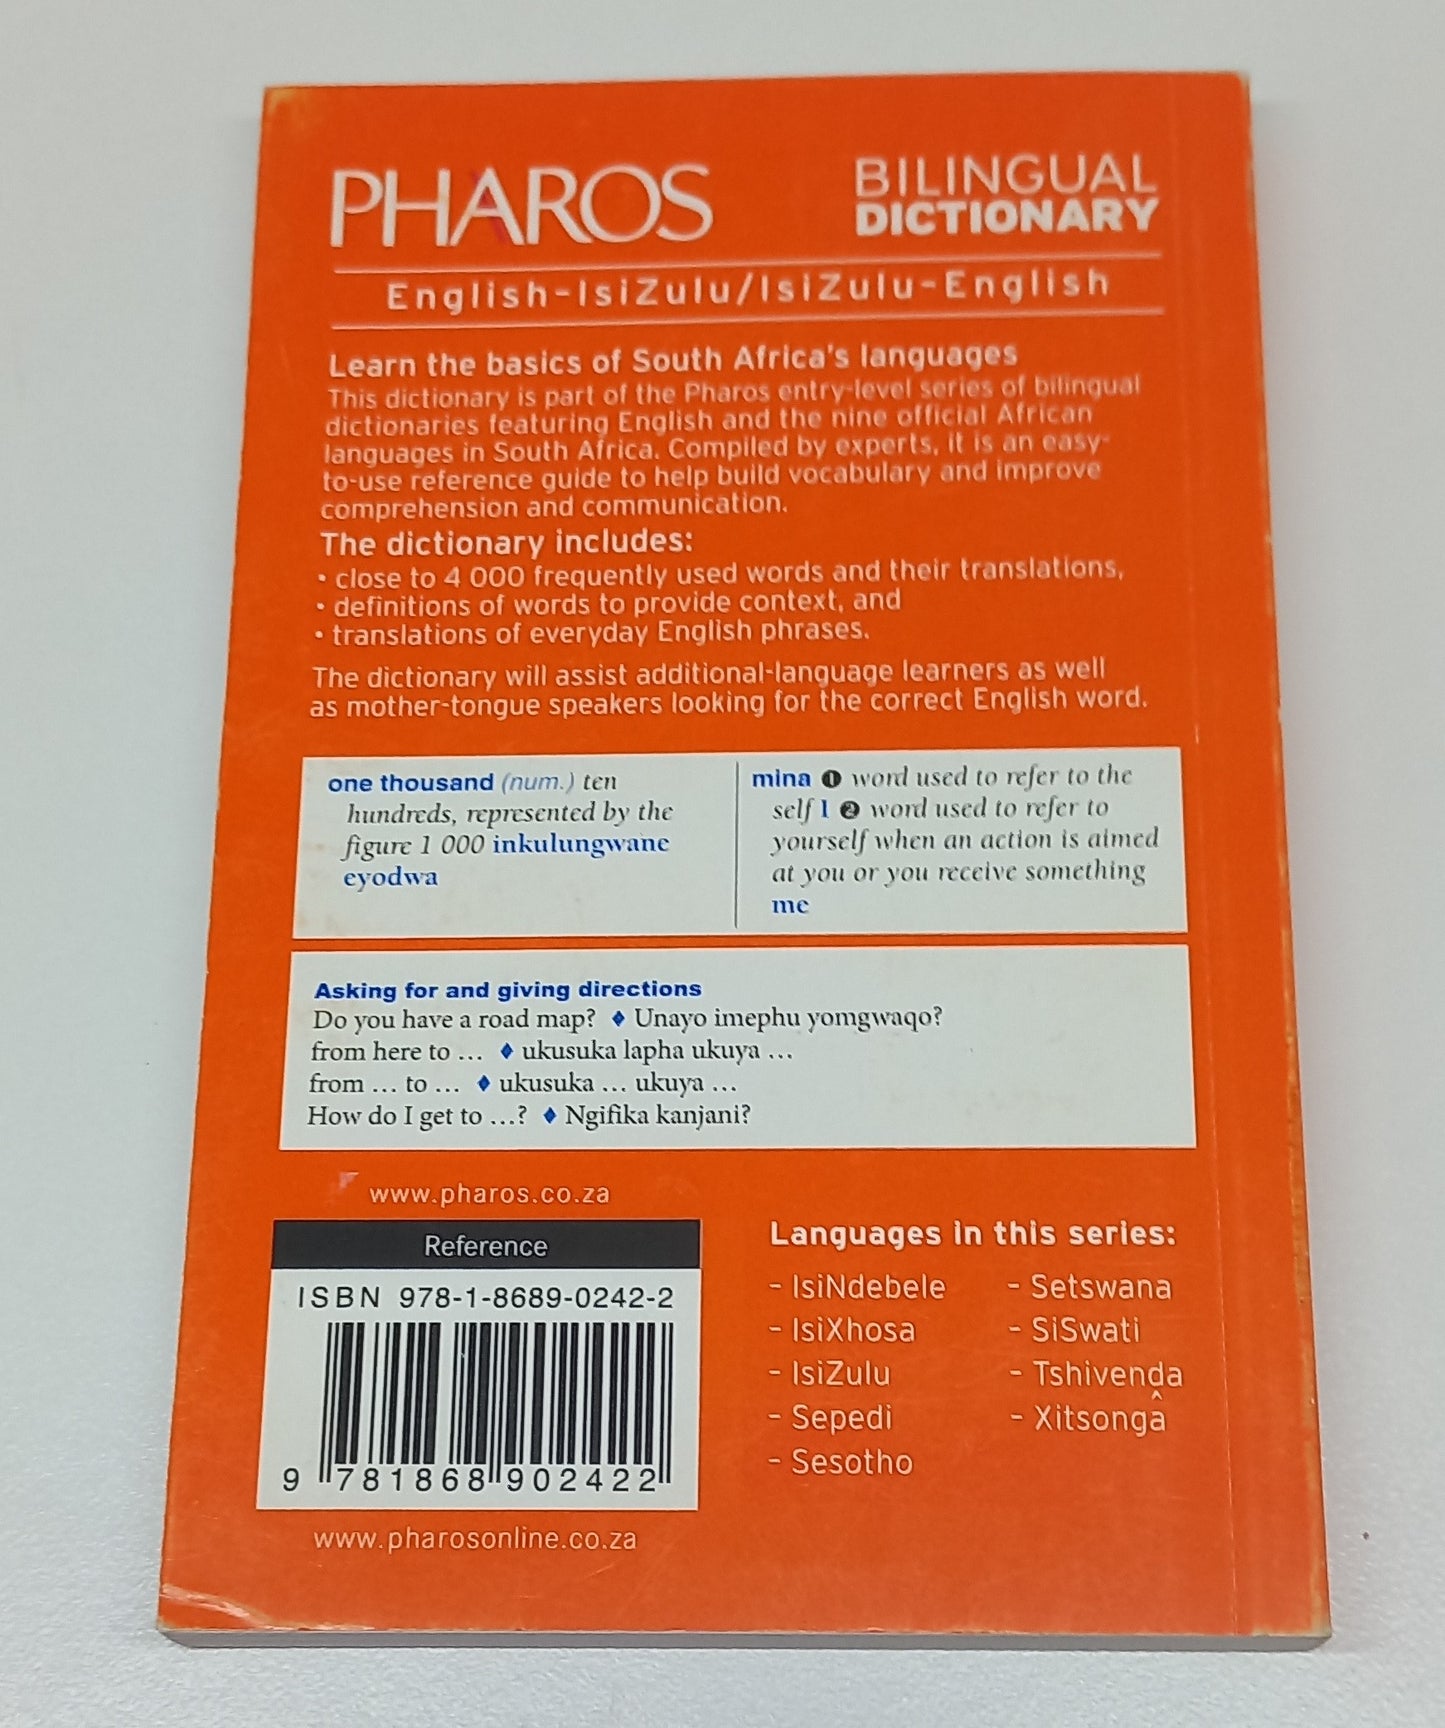 PHAROS
BILINGUAL
DICTIONARY
English-IsiZulu/IsiZulu-English
Learn the basics of South Africa's languages
This dictionary is part of the Pharos entry-level series of bilingual
dictionaries featuring English and the nine official African
languages in South Africa. Compiled by experts, it is an easy-
to-use reference guide to help build vocabulary and improve
comprehension and communication.
The dictionary includes:
• close to 4 000 frequently used words and their translations,
• definitions of words to provide context, and
• translations of everyday English phrases.
The dictionary will assist additional-language learners as well
as mother-tongue speakers looking for the correct English word.
one thousand (num.) ten
hundreds, represented by the
figure 1 000 inkulungwane
eyodwa
mina ❶ word used to refer to the
self I ❷ word used to refer to
yourself when an action is aimed
at you or you receive something
me
Asking for and giving directions
Do you have a road map? ♦ Unayo imephu yomgwaqo?
from here to … ♦ ukusuka lapha ukuya …
from … to … ♦ ukusuka … ukuya …
How do I get to …? ♦ Ngifika kanjani?
www.pharos.co.za
Reference
ISBN 978-1-8689-0242-2
9 781868 902422
www.pharosonline.co.za
Languages in this series:
- IsiNdebele
- IsiXhosa
- IsiZulu
- Sepedi
- Sesotho
- Setswana
- SiSwati
- Tshivenḓa
- Xitsonga